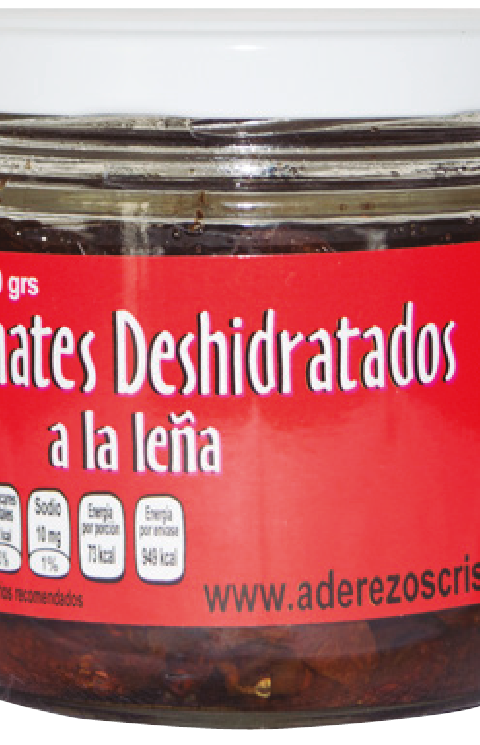 grs
Deshidratados
a la leña
Sodio
10 mg
1%
Energía
por porción
73 kcal
Energía
por envase
949 kcal
recomendados
www.aderezoscris